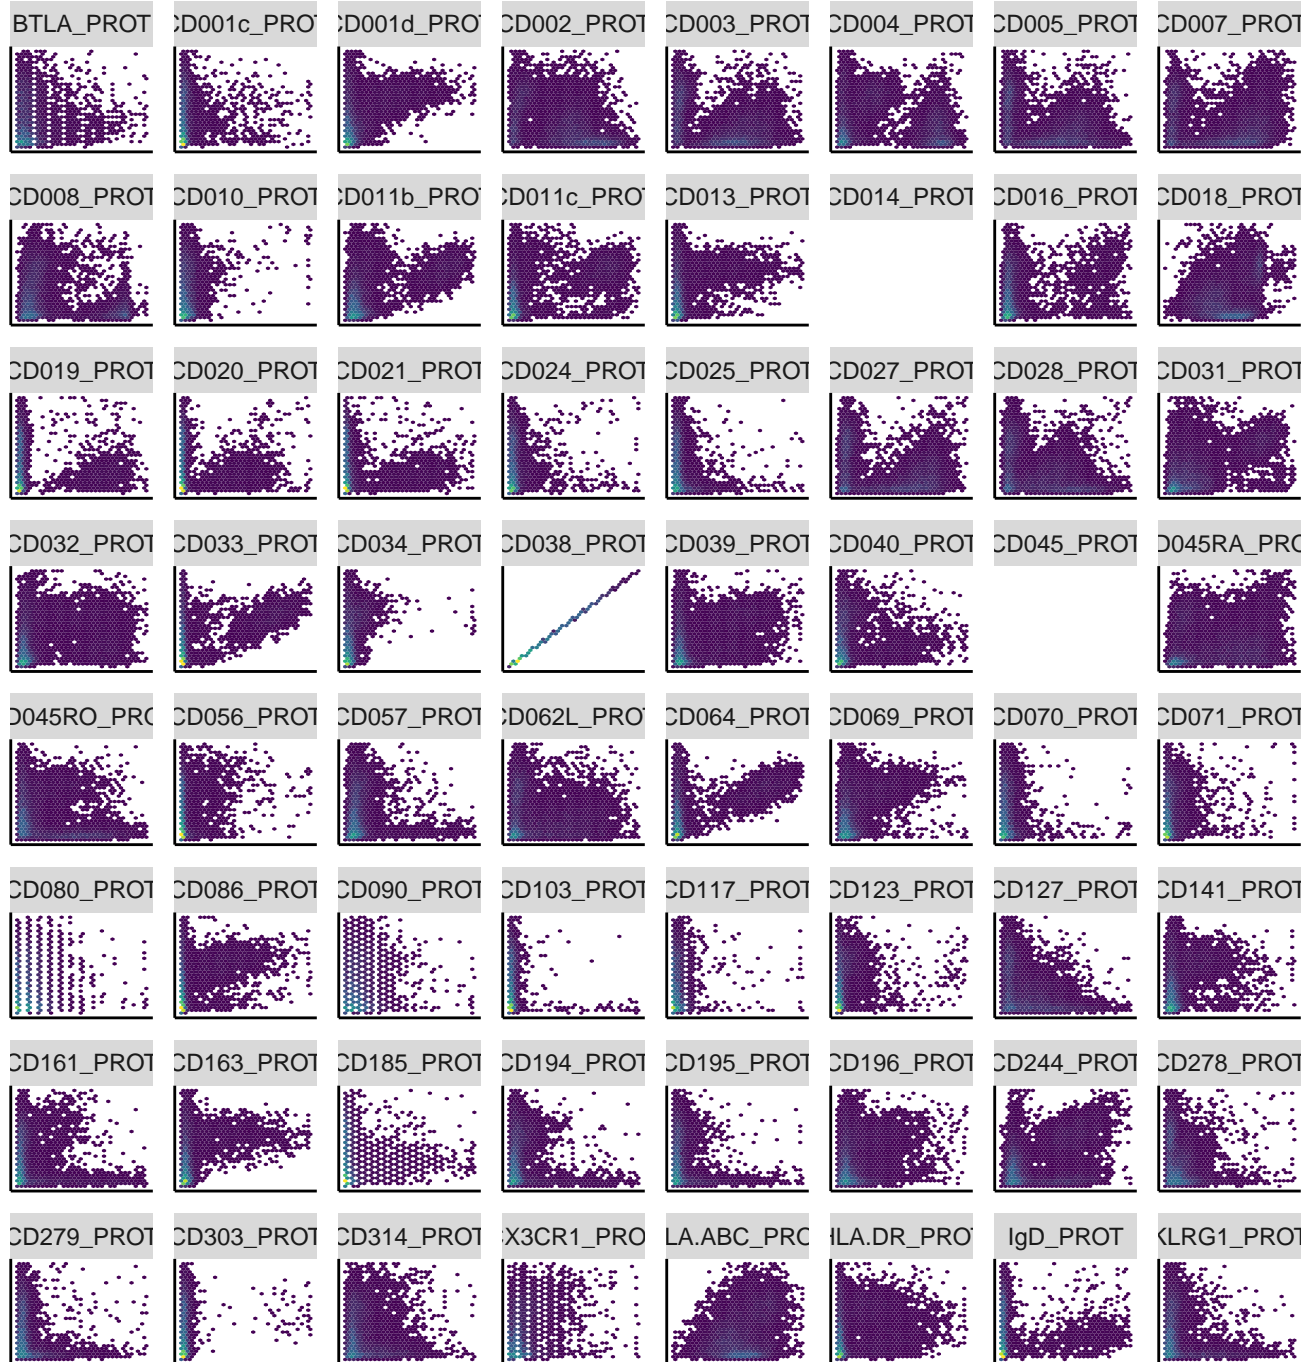 BTLA_PROT CD001c_PROT CD001d_PROT CD002_PROT CD003_PROT CD004_PROT CD005_PROT CD007_PROT
CD008_PROT CD010_PROT CD011b_PROT CD011c_PROT CD013_PROT CD014_PROT CD016_PROT CD018_PROT
CD019_PROT CD020_PROT CD021_PROT CD024_PROT CD025_PROT CD027_PROT CD028_PROT CD031_PROT
CD032_PROT CD033_PROT CD034_PROT CD038_PROT CD039_PROT CD040_PROT CD045_PROT D045RA_PRO
D045RO_PRO CD056_PROT CD057_PROT CD062L_PROT CD064_PROT CD069_PROT CD070_PROT CD071_PROT
CD080_PROT CD086_PROT CD090_PROT CD103_PROT CD117_PROT CD123_PROT CD127_PROT CD141_PROT
CD161_PROT CD163_PROT CD185_PROT CD194_PROT CD195_PROT CD196_PROT CD244_PROT CD278_PROT
CD279_PROT CD303_PROT CD314_PROT CX3CR1_PRO LA.ABC_PRO HLA.DR_PROT IgD_PROT KLRG1_PROT